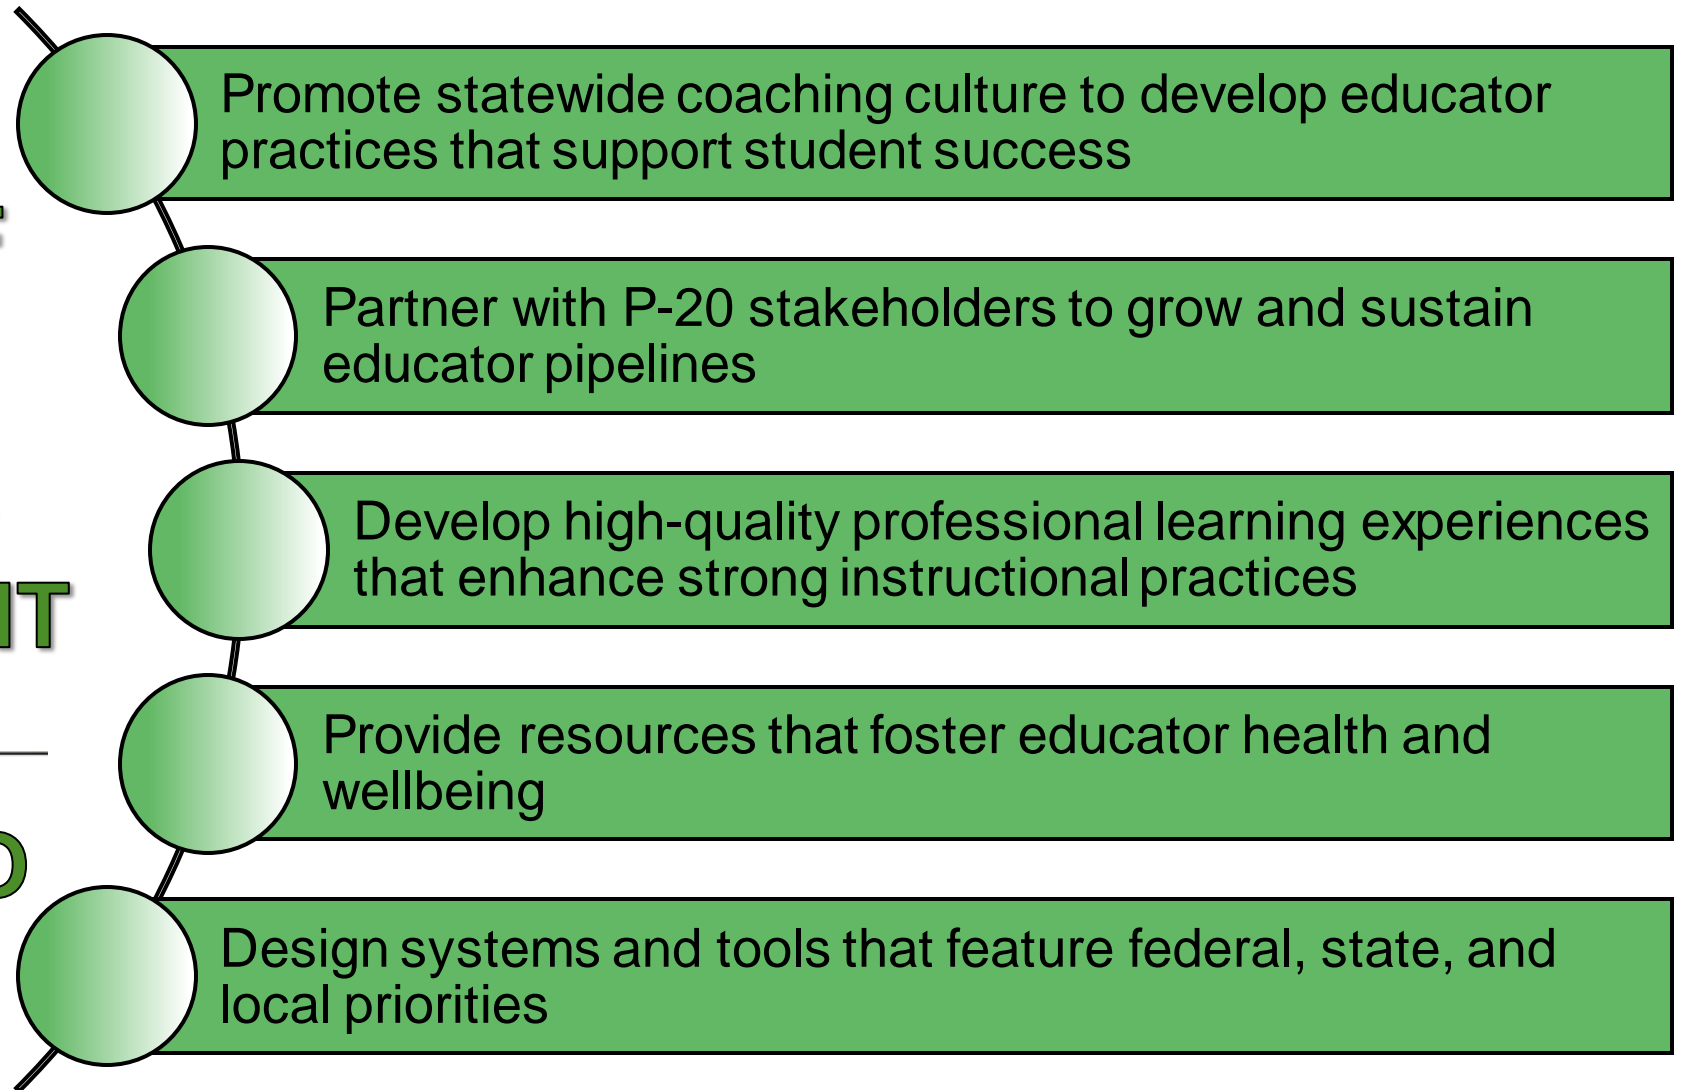 Promote statewide coaching culture to develop educator
practices that support student success
Partner with P-20 stakeholders to grow and sustain
educator pipelines
Develop high-quality professional learning experiences
that enhance strong instructional practices
Provide resources that foster educator health and
wellbeing
Design systems and tools that feature federal, state, and
local priorities